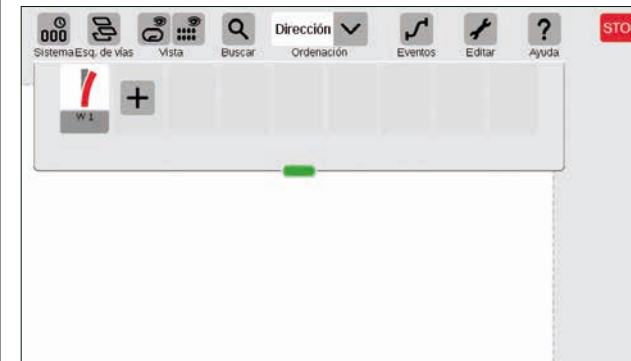 Dirección
STO
Sistema Esq. de vías Vista Buscar Ordenación Eventos Editar Ayuda
W 1